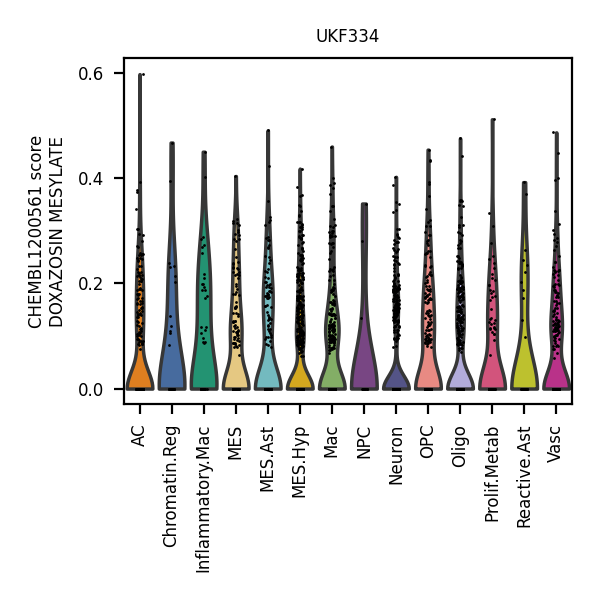 UKF334
CHEMBL1200561 score
DOXAZOSIN MESYLATE
0.6
0.4
0.2
0.0
AC
Chromatin.Reg
Inflammatory.Mac
MES
MES.Ast
MES.Hyp
Mac
NPC
Neuron
OPC
Oligo
Prolif.Metab
Reactive.Ast
Vasc